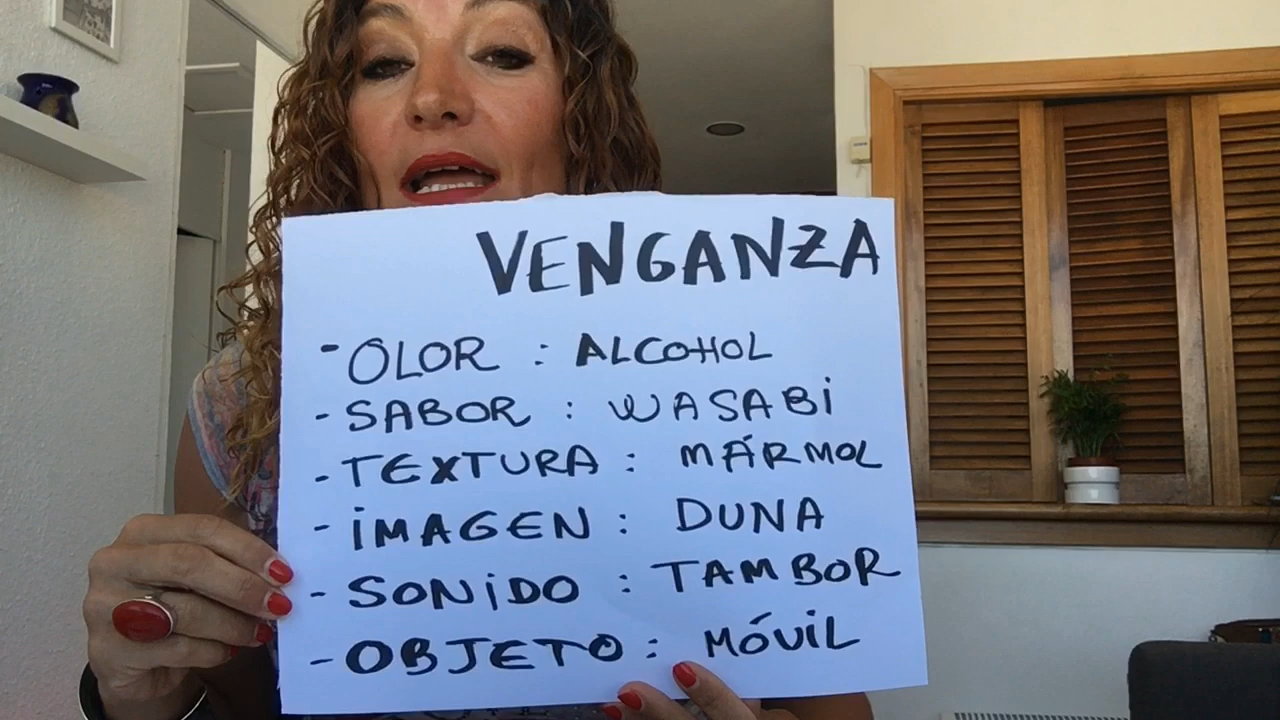 VENGANZA
- OLOR : ALCOHOL
- SABOR : WASABI
- TEXTURA : MÁRMOL
- IMAGEN : DUNA
- SONIDO : TAMBOR
- OBJETO : MÓVIL